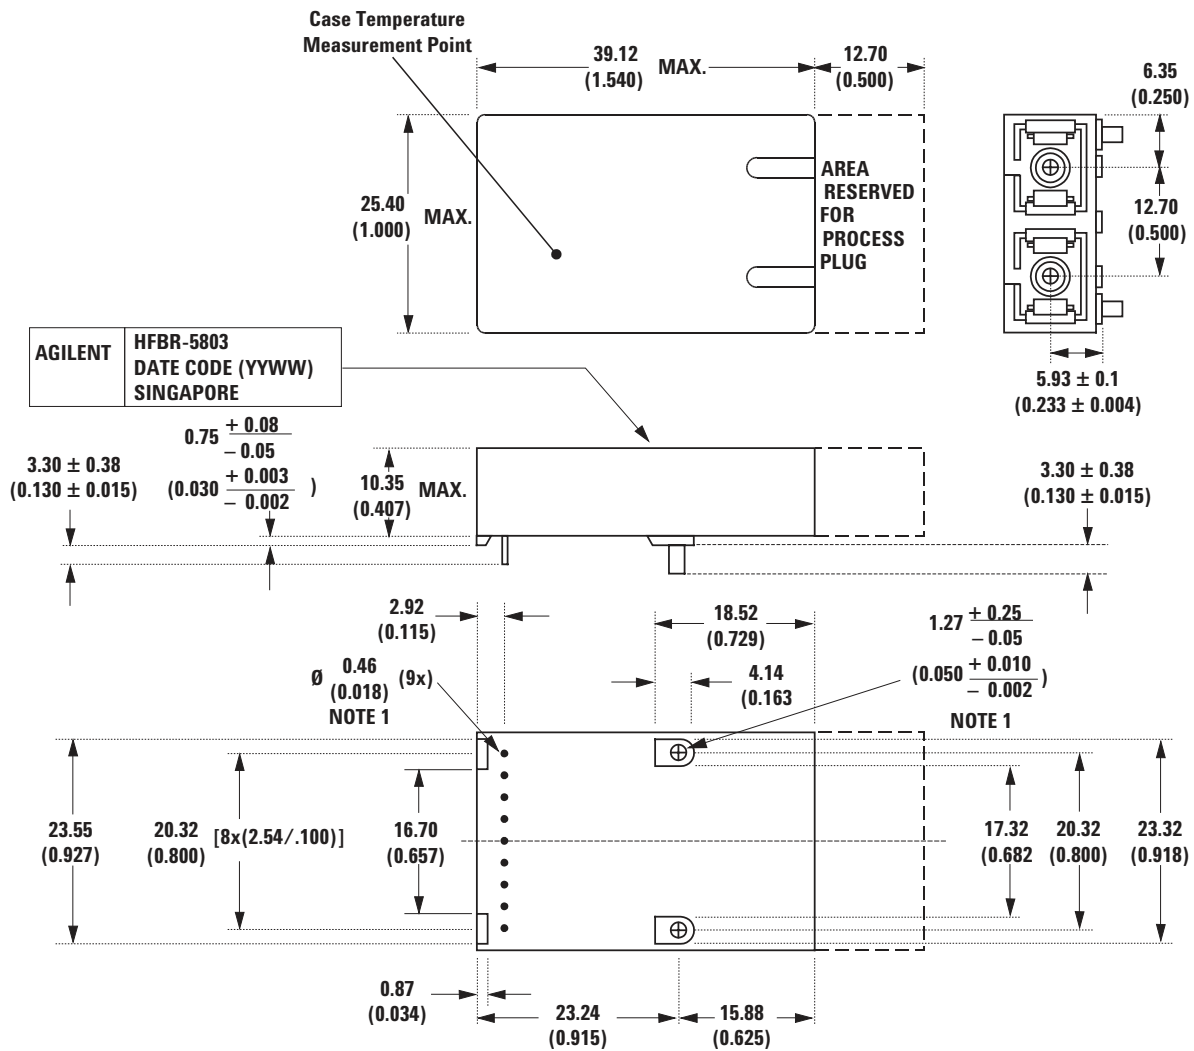 Case Temperature
Measurement Point
39.12
(1.540)
MAX.
12.70
(0.500)
6.35
(0.250)
25.40
(1.000)
MAX.
AREA
RESERVED
FOR
PROCESS
PLUG
12.70
(0.500)
5.93 ± 0.1
(0.233 ± 0.004)
AGILENT
HFBR-5803
DATE CODE (YYWW)
SINGAPORE
3.30 ± 0.38
(0.130 ± 0.015)
0.75 + 0.08
– 0.05
(0.030 + 0.003
– 0.002 )
10.35
(0.407)
MAX.
3.30 ± 0.38
(0.130 ± 0.015)
2.92
(0.115)
Ø 0.46
(0.018) (9x)
NOTE 1
18.52
(0.729)
4.14
(0.163
1.27 + 0.25
– 0.05
(0.050 + 0.010
– 0.002 )
NOTE 1
23.55
(0.927)
20.32
(0.800)
[8x(2.54/.100)]
16.70
(0.657)
17.32
(0.682
20.32
(0.800)
23.32
(0.918)
0.87
(0.034)
23.24
(0.915)
15.88
(0.625)